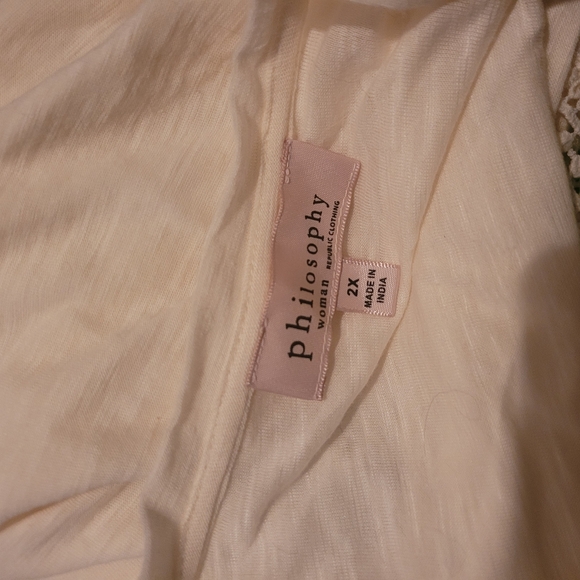 philosophy
woman REPUBLIC CLOTHING
2X
MADE IN
INDIA